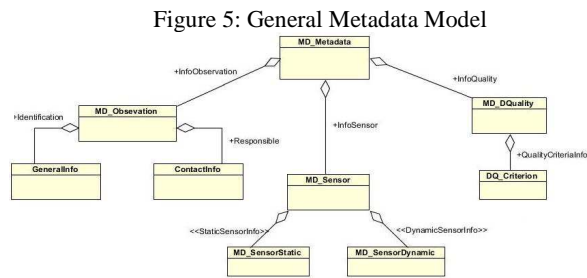 Figure 5: General Metadata Model
MD_Metadata
+InfoObservation
+InfoQuality
MD_Obsevation
MD_DQuality
+Identification
+InfoSensor
+Responsible
+QualityCriteriaInfo
GeneralInfo
ContactInfo
MD_Sensor
DQ_Criterion
<<StaticSensorInfo>>
<<DynamicSensorInfo>>
MD_SensorStatic
MD_SensorDynamic